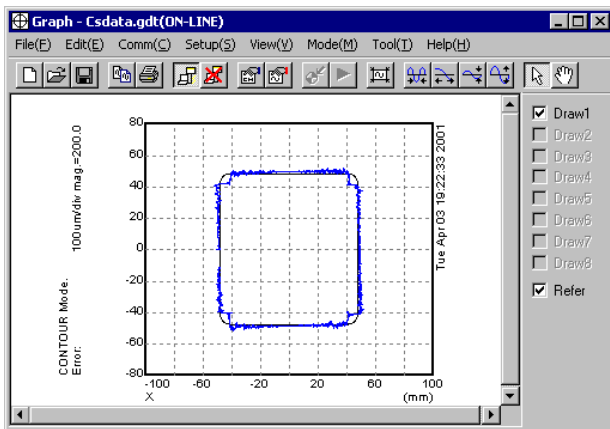 Graph - Csdata.gdt(ON-LINE)
File(F) Edit(E) Comm(C) Setup(S) View(V) Mode(M) Tool(T) Help(H)
CONTOUR Mode. 100um/div mag.=200.0
Error:
80
60
40
20
0
-20
-40
-60
-80
-100 -60 -20 20 60 100
X (mm)
Tue Apr 03 19:22:33 2001
Draw1
Draw2
Draw3
Draw4
Draw5
Draw6
Draw7
Draw8
Refer